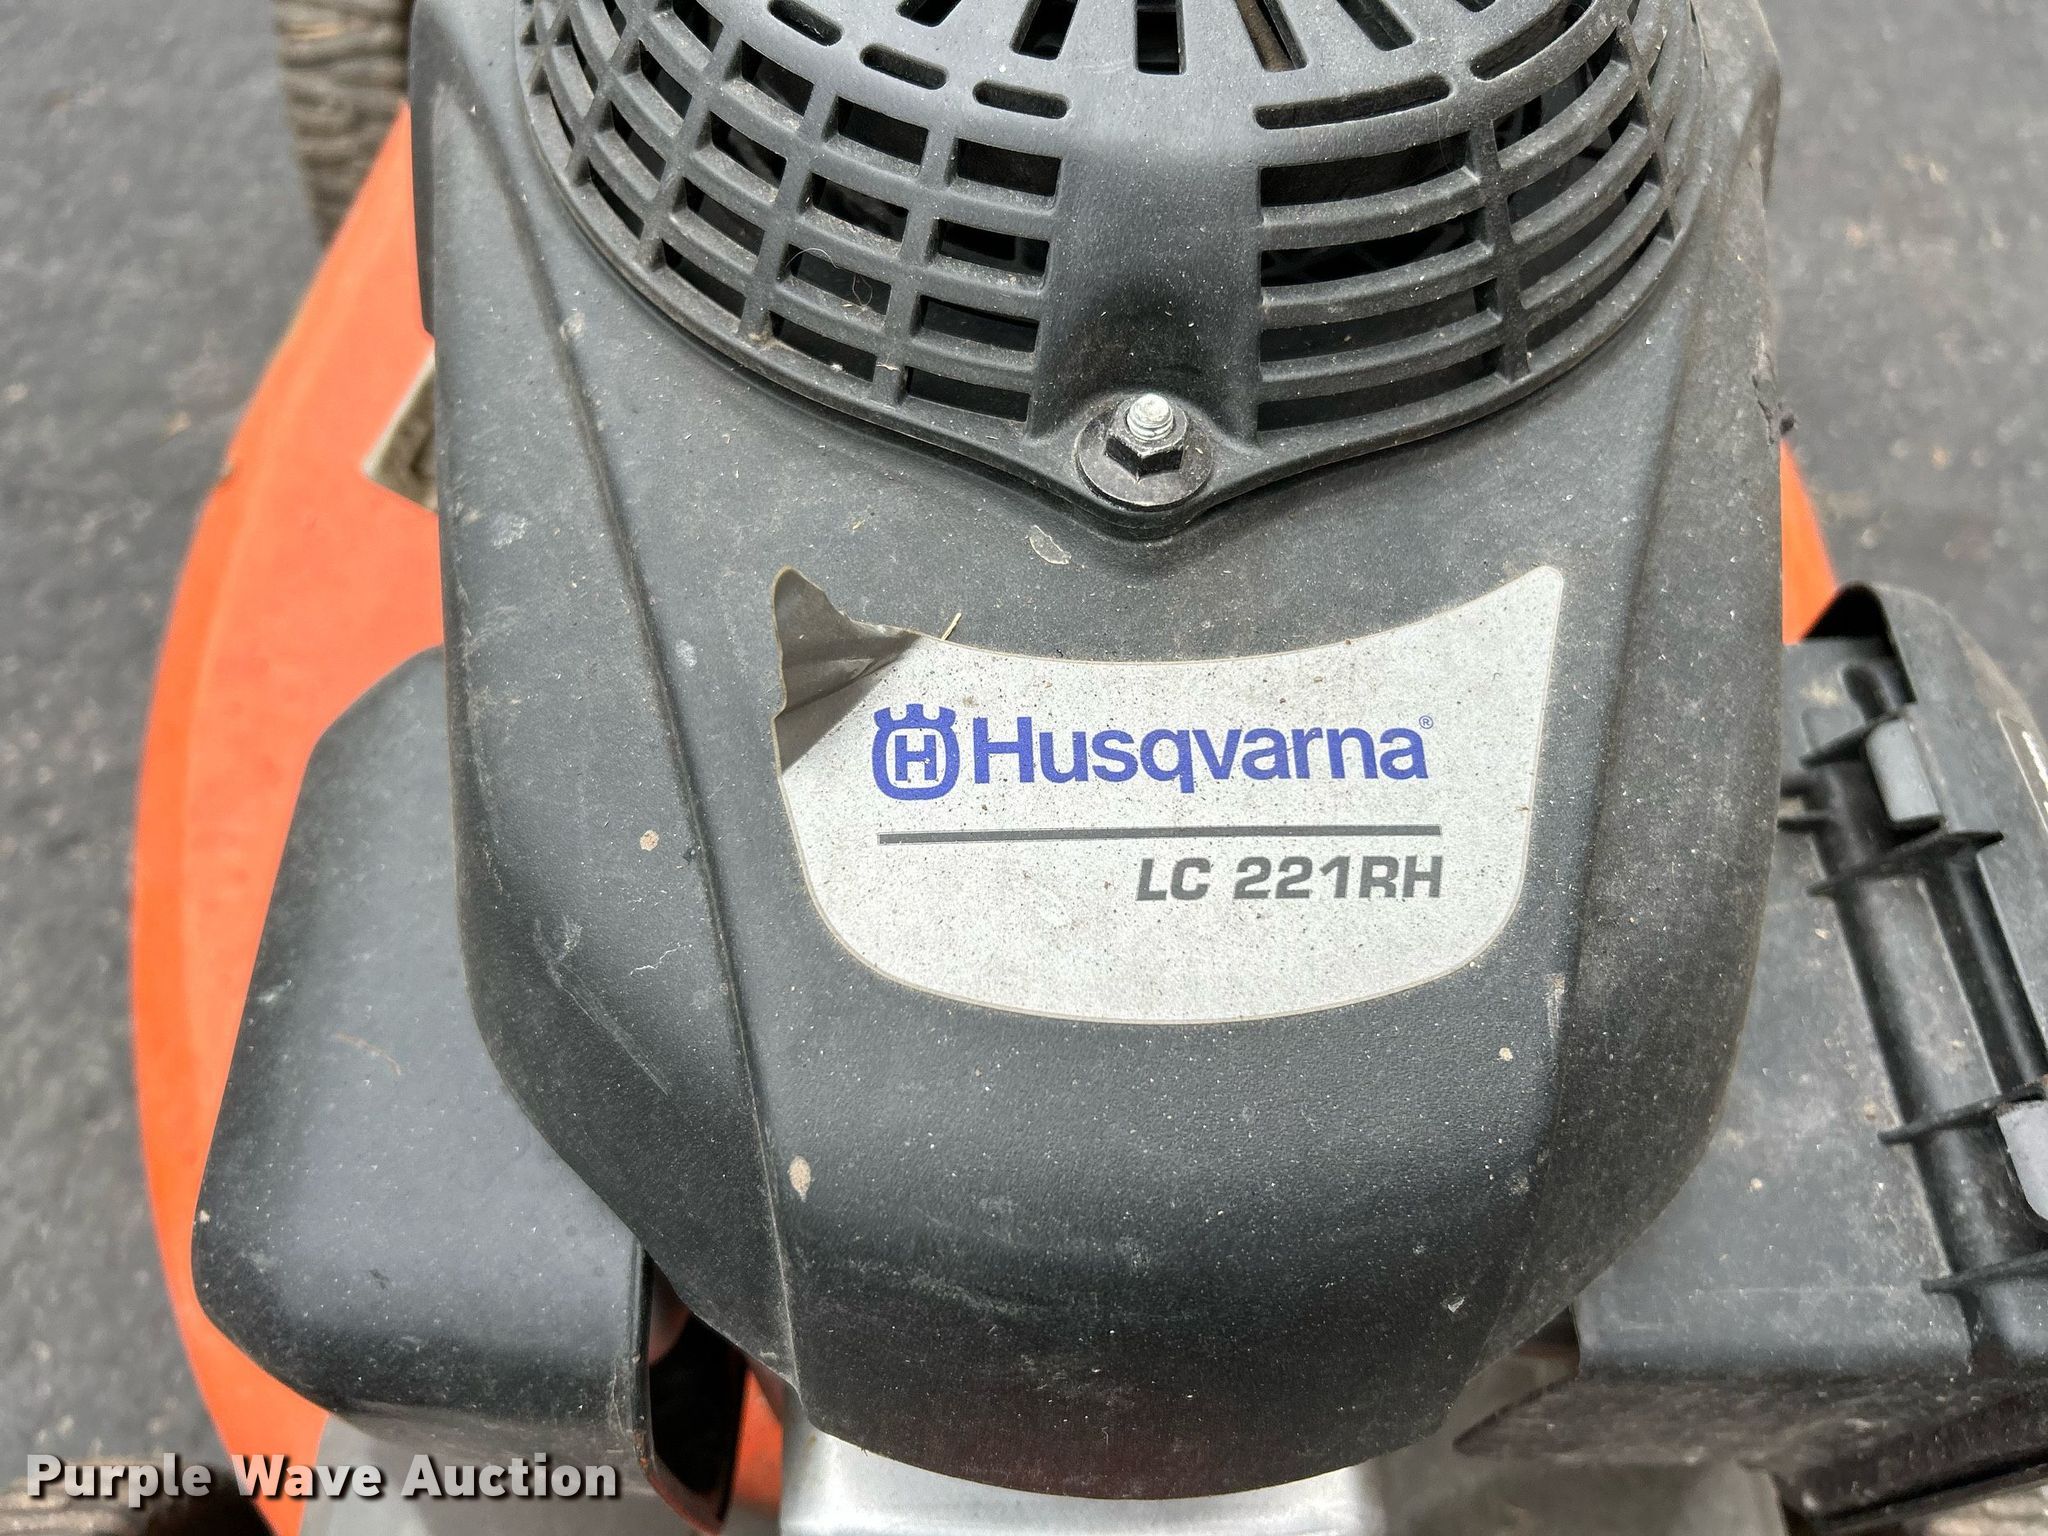 H Husqvarna®
LC 221RH
Purple Wave Auction